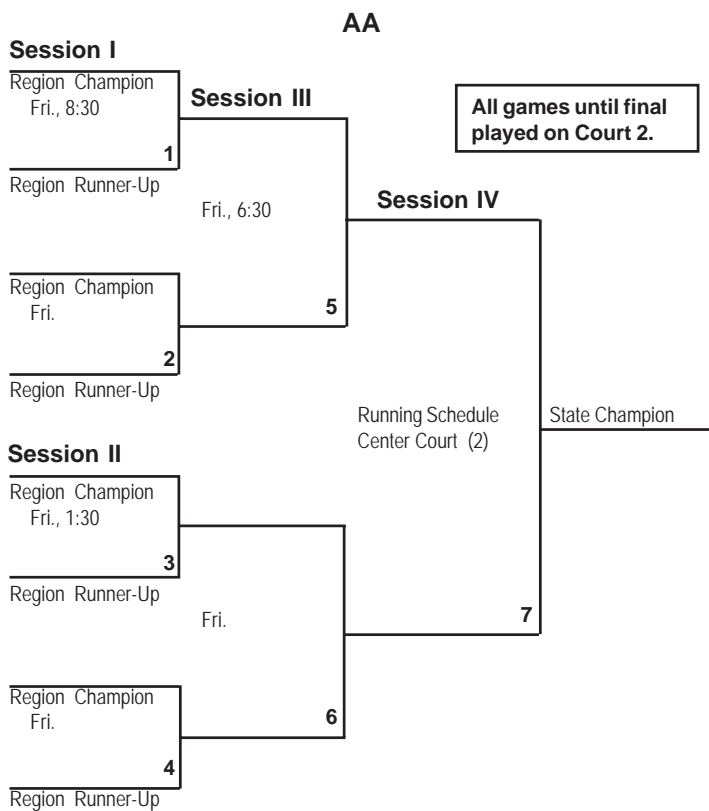 AA
Session I
Region Champion
Fri., 8:30
1
Region Runner-Up
Session III
All games until final
played on Court 2.
Fri., 6:30
Session IV
Region Champion
Fri.
2
Region Runner-Up
5
Running Schedule
Center Court (2)
State Champion
Session II
Region Champion
Fri., 1:30
3
Region Runner-Up
Fri.
7
Region Champion
Fri.
4
Region Runner-Up
6